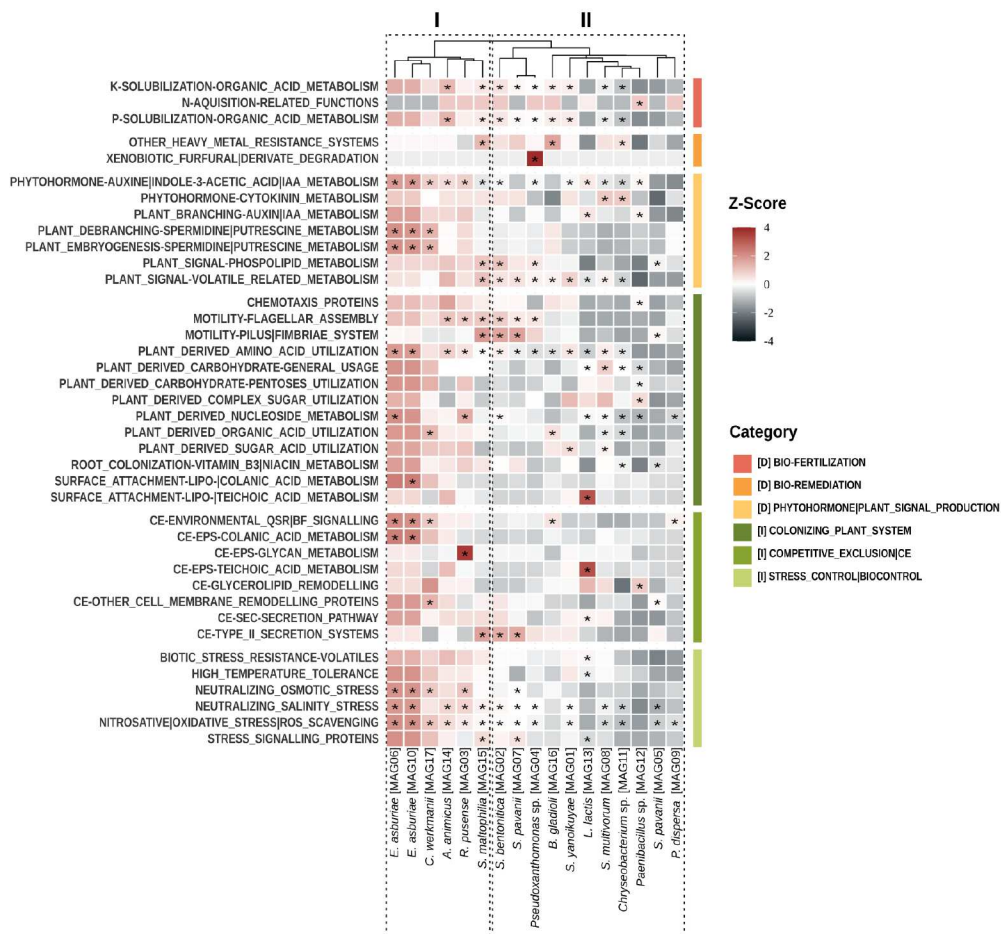 I II
K-SOLUBILIZATION-ORGANIC_ACID_METABOLISM
N-AQUISITION-RELATED_FUNCTIONS
P-SOLUBILIZATION-ORGANIC_ACID_METABOLISM
OTHER_HEAVY_METAL_RESISTANCE_SYSTEMS
XENOBIOTIC_FURFURAL|DERIVATE_DEGRADATION
PHYTOHORMONE-AUXINE|INDOLE-3-ACETIC_ACID|IAA_METABOLISM
PHYTOHORMONE-CYTOKININ_METABOLISM
PLANT_BRANCHING-AUXIN|IAA_METABOLISM
PLANT_DEBRANCHING-SPERMIDINE|PUTRESCINE_METABOLISM
PLANT_EMBRYOGENESIS-SPERMIDINE|PUTRESCINE_METABOLISM
PLANT_SIGNAL-PHOSPOLIPID_METABOLISM
PLANT_SIGNAL-VOLATILE_RELATED_METABOLISM
CHEMOTAXIS_PROTEINS
MOTILITY-FLAGELLAR_ASSEMBLY
MOTILITY-PILUS|FIMBRIAE_SYSTEM
PLANT_DERIVED_AMINO_ACID_UTILIZATION
PLANT_DERIVED_CARBOHYDRATE-GENERAL_USAGE
PLANT_DERIVED_CARBOHYDRATE-PENTOSES_UTILIZATION
PLANT_DERIVED_COMPLEX_SUGAR_UTILIZATION
PLANT_DERIVED_NUCLEOSIDE_METABOLISM
PLANT_DERIVED_ORGANIC_ACID_UTILIZATION
PLANT_DERIVED_SUGAR_ACID_UTILIZATION
ROOT_COLONIZATION-VITAMIN_B3|NIACIN_METABOLISM
SURFACE_ATTACHMENT-LIPO-|COLANIC_ACID_METABOLISM
SURFACE_ATTACHMENT-LIPO-|TEICHOIC_ACID_METABOLISM
CE-ENVIRONMENTAL_QSR|BF_SIGNALLING
CE-EPS-COLANIC_ACID_METABOLISM
CE-EPS-GLYCAN_METABOLISM
CE-EPS-TEICHOIC_ACID_METABOLISM
CE-GLYCEROLIPID_REMODELLING
CE-OTHER_CELL_MEMBRANE_REMODELLING_PROTEINS
CE-SEC-SECRETION_PATHWAY
CE-TYPE_II_SECRETION_SYSTEMS
BIOTIC_STRESS_RESISTANCE-VOLATILES
HIGH_TEMPERATURE_TOLERANCE
NEUTRALIZING_OSMOTIC_STRESS
NEUTRALIZING_SALINITY_STRESS
NITROSATIVE|OXIDATIVE_STRESS|ROS_SCAVENGING
STRESS_SIGNALLING_PROTEINS
E. asburiae [MAG06]
E. asburiae [MAG10]
C. werkmanii [MAG17]
A. animicus [MAG14]
R. pusense [MAG03]
S. maltophilia [MAG15]
S. bentonitica [MAG02]
S. pavanii [MAG07]
Pseudoxanthomonas sp. [MAG04]
B. gladioli [MAG16]
S. yanoikuyae [MAG01]
L. lactis [MAG13]
S. multivorum [MAG08]
Chryseobacterium sp. [MAG11]
Paenibacillus sp. [MAG12]
S. pavanii [MAG05]
P. dispersa [MAG09]
Z-Score
4
2
0
-2
-4
Category
[D] BIO-FERTILIZATION
[D] BIO-REMEDIATION
[D] PHYTOHORMONE|PLANT_SIGNAL_PRODUCTION
[I] COLONIZING_PLANT_SYSTEM
[I] COMPETITIVE_EXCLUSION|CE
[I] STRESS_CONTROL|BIOCONTROL